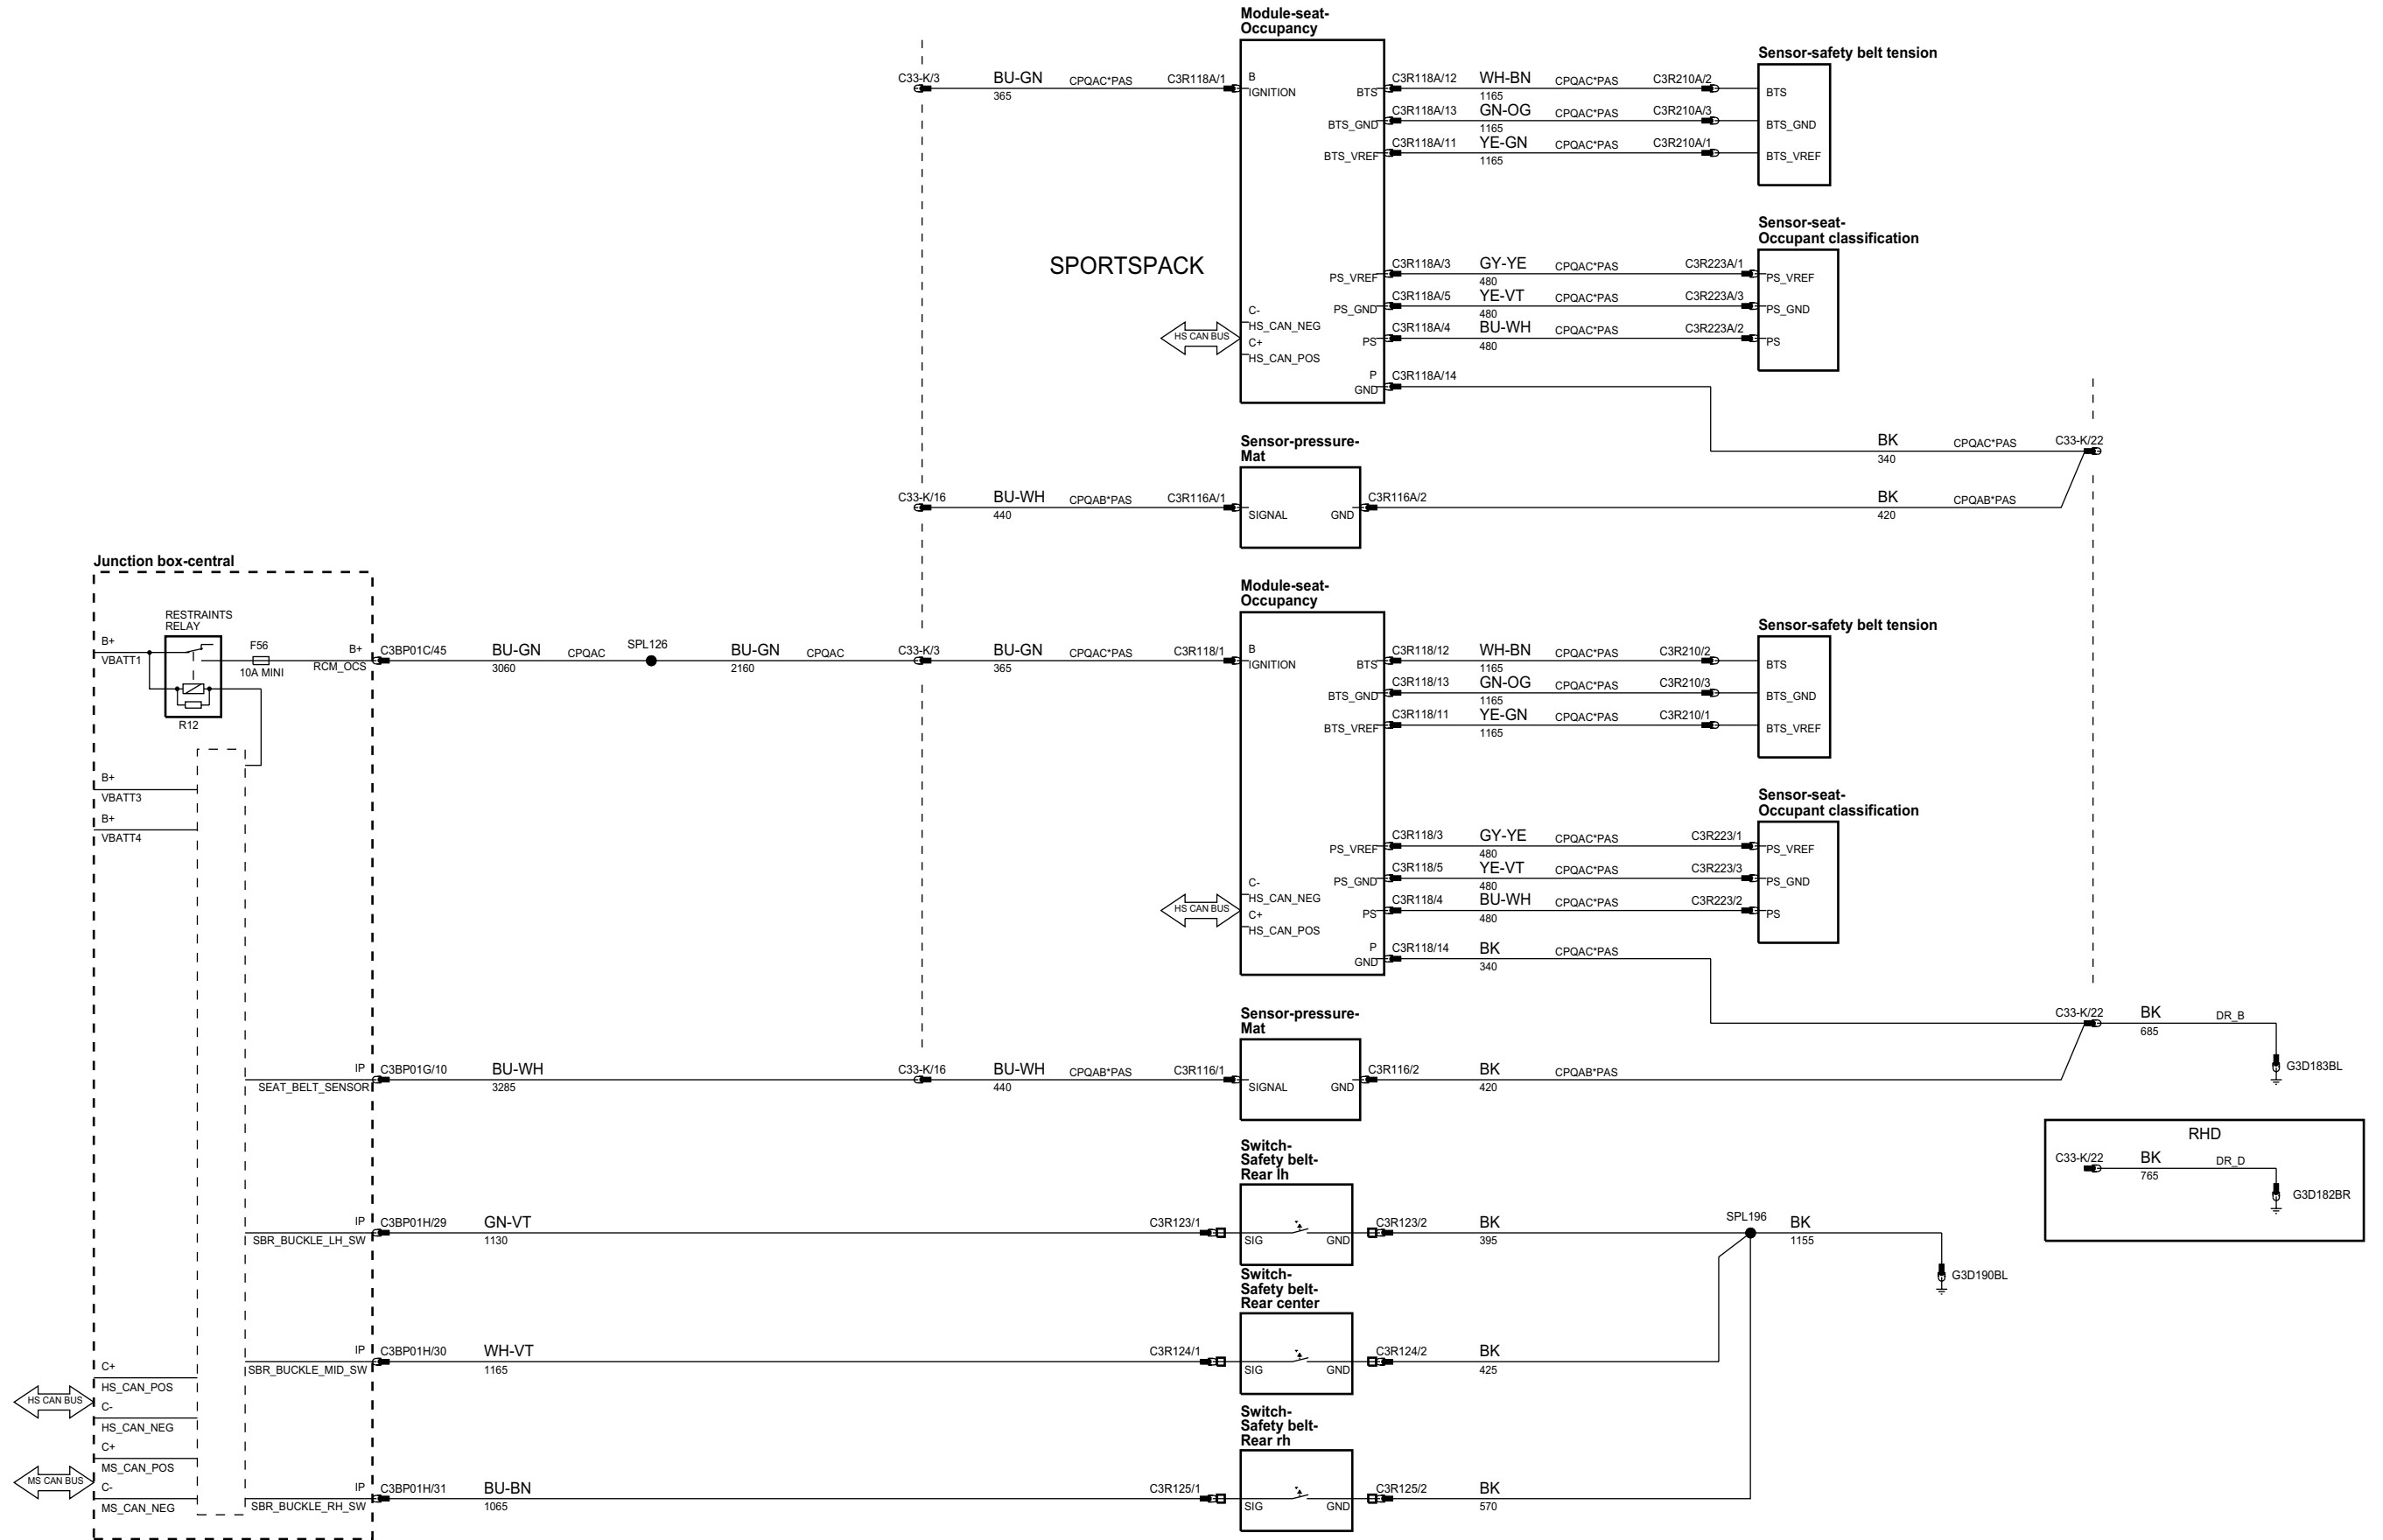 Module-seat-
Occupancy
Sensor-safety belt tension
C33-K/3
BU-GN
CPQAC*PAS
C3R118A/1
365
B
IGNITION
BTS
C3R118A/12
WH-BN
CPQAC*PAS
C3R210A/2
1165
BTS
BTS_GND
C3R118A/13
GN-OG
CPQAC*PAS
C3R210A/3
1165
BTS_GND
BTS_VREF
C3R118A/11
YE-GN
CPQAC*PAS
C3R210A/1
1165
BTS_VREF
Sensor-seat-
Occupant classification
SPORTSPACK
PS_VREF
C3R118A/3
GY-YE
CPQAC*PAS
C3R223A/1
480
PS_VREF
PS_GND
C3R118A/5
YE-VT
CPQAC*PAS
C3R223A/3
480
PS_GND
PS
C3R118A/4
BU-WH
CPQAC*PAS
C3R223A/2
480
PS
HS CAN BUS
C-
HS_CAN_NEG
C+
HS_CAN_POS
P
GND
C3R118A/14
BK
CPQAC*PAS
C33-K/22
340
Sensor-pressure-
Mat
C33-K/16
BU-WH
CPQAB*PAS
C3R116A/1
440
SIGNAL
GND
C3R116A/2
BK
CPQAB*PAS
420
Junction box-central
RESTRAINTS
RELAY
B+
VBATT1
F56
10A MINI
R12
B+
RCM_OCS
C3BP01C/45
BU-GN
CPQAC
3060
SPL126
BU-GN
CPQAC
2160
C33-K/3
BU-GN
CPQAC*PAS
C3R118/1
365
Module-seat-
Occupancy
B
IGNITION
Sensor-safety belt tension
BTS
C3R118/12
WH-BN
CPQAC*PAS
C3R210/2
1165
BTS
BTS_GND
C3R118/13
GN-OG
CPQAC*PAS
C3R210/3
1165
BTS_GND
BTS_VREF
C3R118/11
YE-GN
CPQAC*PAS
C3R210/1
1165
BTS_VREF
B+
VBATT3
B+
VBATT4
Sensor-seat-
Occupant classification
PS_VREF
C3R118/3
GY-YE
CPQAC*PAS
C3R223/1
480
PS_VREF
PS_GND
C3R118/5
YE-VT
CPQAC*PAS
C3R223/3
480
PS_GND
PS
C3R118/4
BU-WH
CPQAC*PAS
C3R223/2
480
PS
HS CAN BUS
C-
HS_CAN_NEG
C+
HS_CAN_POS
P
GND
C3R118/14
BK
CPQAC*PAS
340
C33-K/22
BK
DR_B
685
G3D183BL
Sensor-pressure-
Mat
IP
SEAT_BELT_SENSOR
C3BP01G/10
BU-WH
3285
C33-K/16
BU-WH
CPQAB*PAS
C3R116/1
440
SIGNAL
GND
C3R116/2
BK
CPQAB*PAS
420
RHD
C33-K/22
BK
DR_D
765
G3D182BR
Switch-
Safety belt-
Rear lh
IP
SBR_BUCKLE_LH_SW
C3BP01H/29
GN-VT
1130
C3R123/1
SIG
GND
C3R123/2
BK
395
SPL196
BK
1155
G3D190BL
Switch-
Safety belt-
Rear center
IP
SBR_BUCKLE_MID_SW
C3BP01H/30
WH-VT
1165
C3R124/1
SIG
GND
C3R124/2
BK
425
HS CAN BUS
C+
HS_CAN_POS
C-
HS_CAN_NEG
MS CAN BUS
C+
MS_CAN_POS
C-
MS_CAN_NEG
Switch-
Safety belt-
Rear rh
IP
SBR_BUCKLE_RH_SW
C3BP01H/31
BU-BN
1065
C3R125/1
SIG
GND
C3R125/2
BK
570